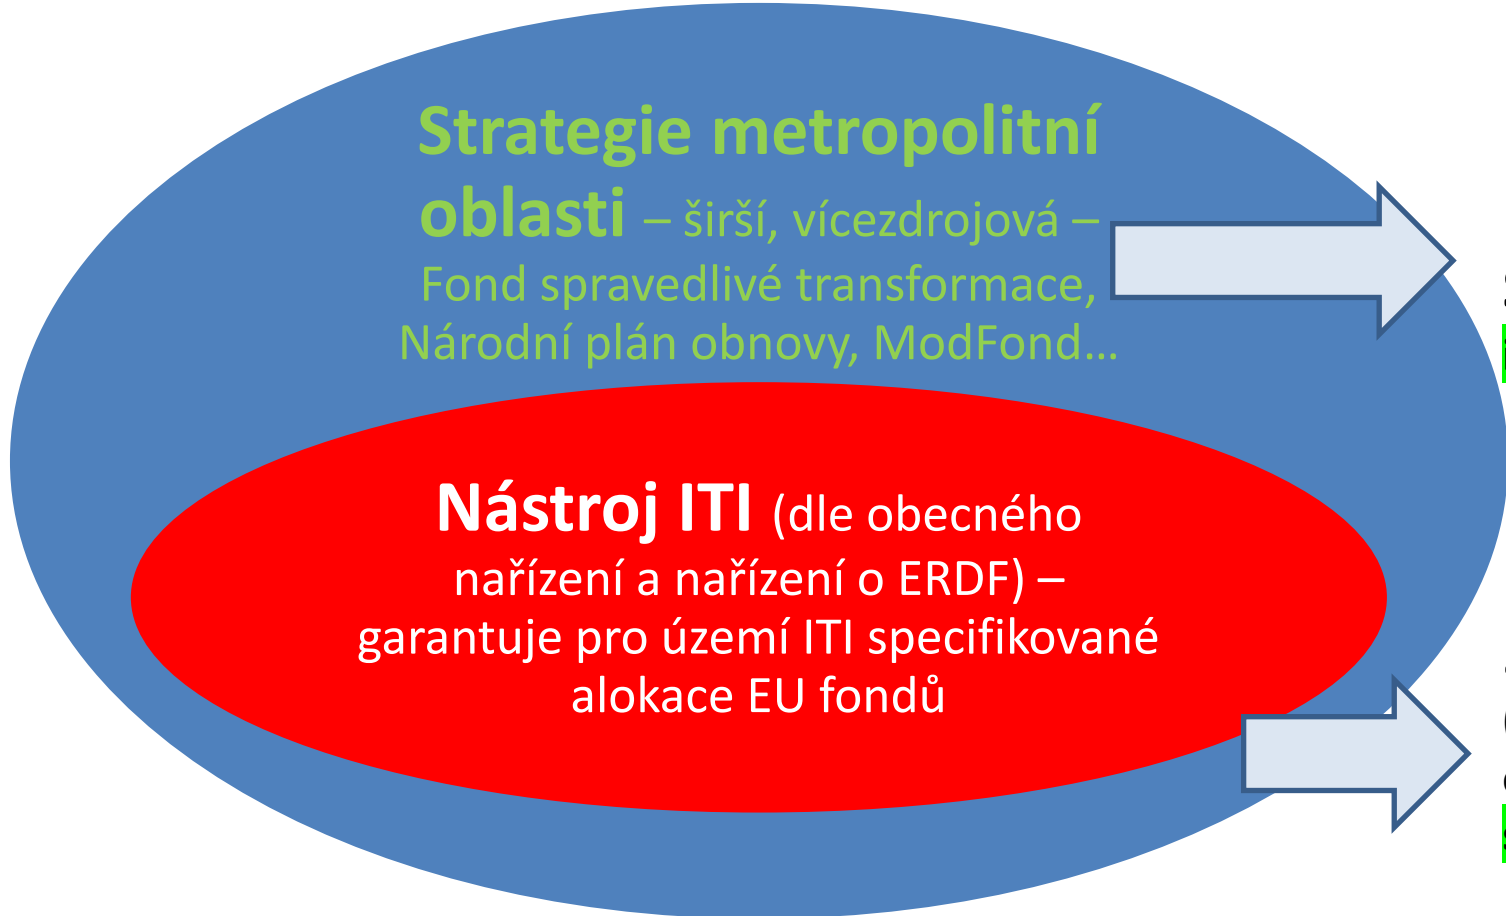 Strategie metropolitní
oblasti – širší, vícezdrojová –
Fond spravedlivé transformace,
Národní plán obnovy, ModFond…
Nástroj ITI (dle obecného
nařízení a nařízení o ERDF) –
garantuje pro území ITI specifikované
alokace EU fondů